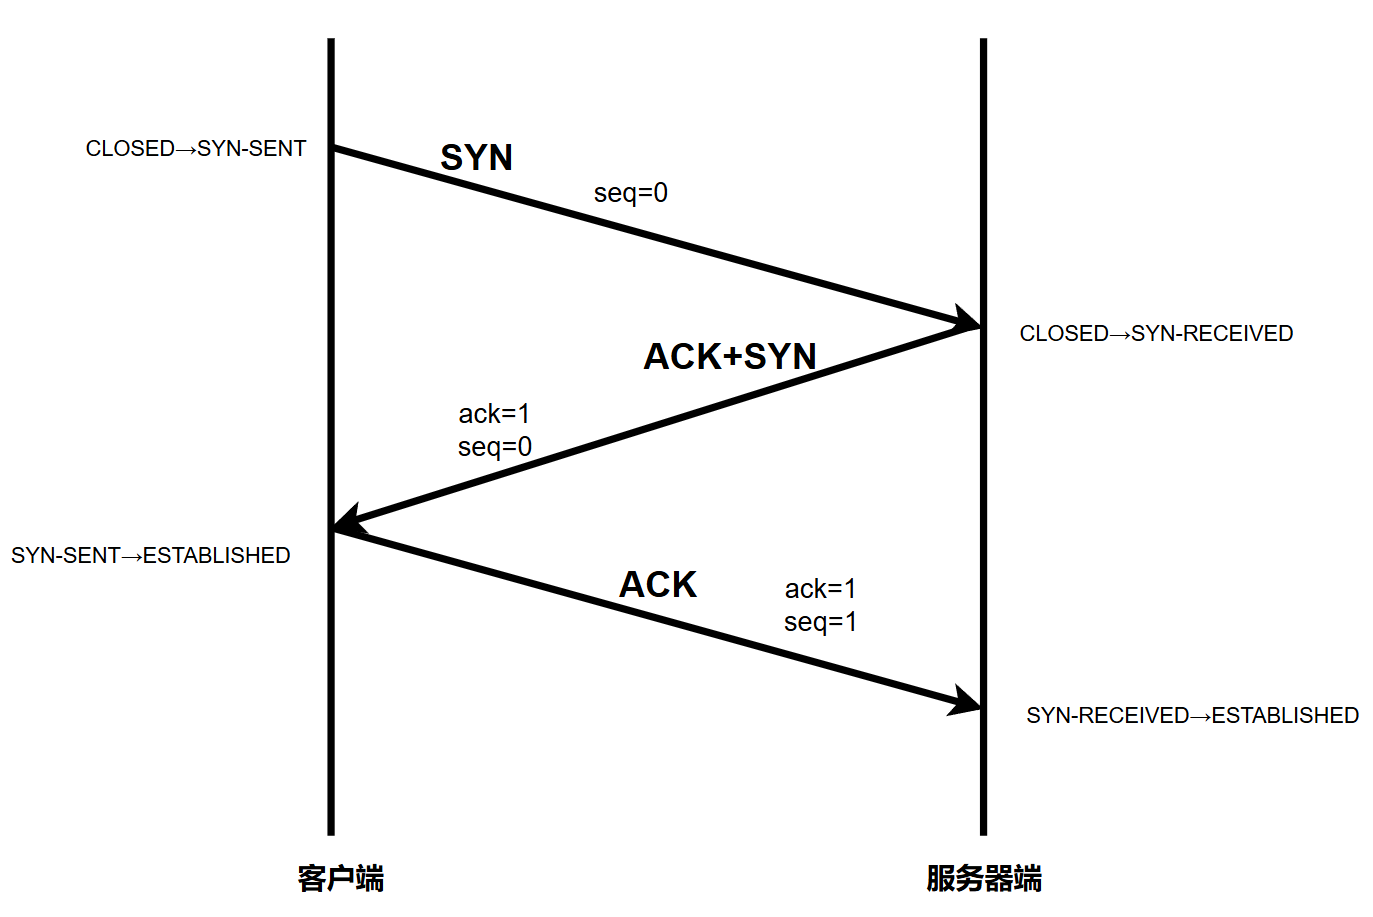 CLOSED→SYN-SENT
SYN
seq=0
CLOSED→SYN-RECEIVED
ACK+SYN
ack=1
seq=0
SYN-SENT→ESTABLISHED
ACK
ack=1
seq=1
SYN-RECEIVED→ESTABLISHED
客户端
服务器端